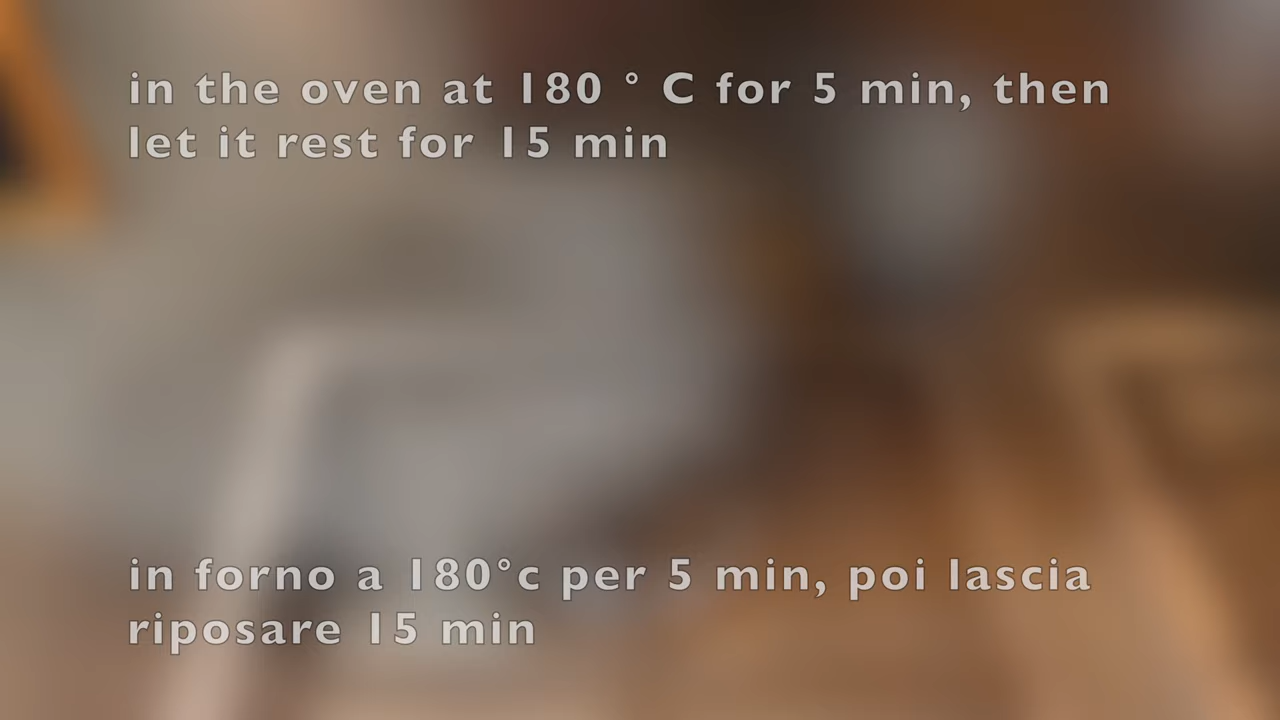 in the oven at 180 ° C for 5 min, then
let it rest for 15 min
in forno a 180°c per 5 min, poi lascia
riposare 15 min